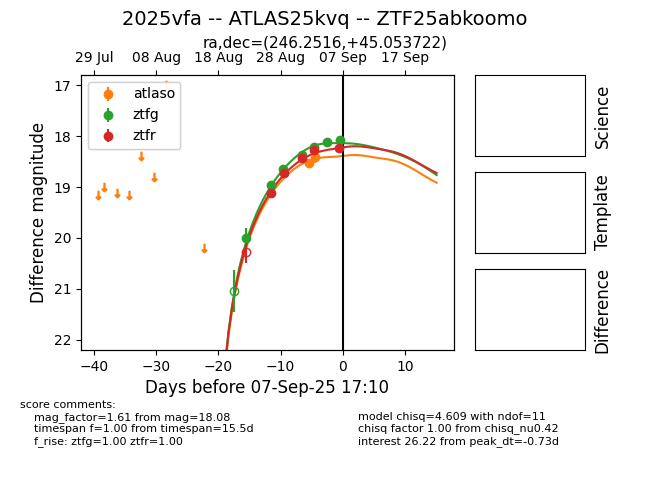 2025vfa -- ATLAS25kvq -- ZTF25abkoomo
ra,dec=(246.2516,+45.053722)
29 Jul 08 Aug 18 Aug 28 Aug 07 Sep 17 Sep
17
18
19
20
21
22
Difference magnitude
atlaso
ztfg
ztfr
−40 −30 −20 −10 0 10
Days before 07-Sep-25 17:10
Science
Template
Difference
score comments:
mag_factor=1.61 from mag=18.08
timespan f=1.00 from timespan=15.5d
f_rise: ztfg=1.00 ztfr=1.00
model chisq=4.609 with ndof=11
chisq factor 1.00 from chisq_nu0.42
interest 26.22 from peak_dt=-0.73d